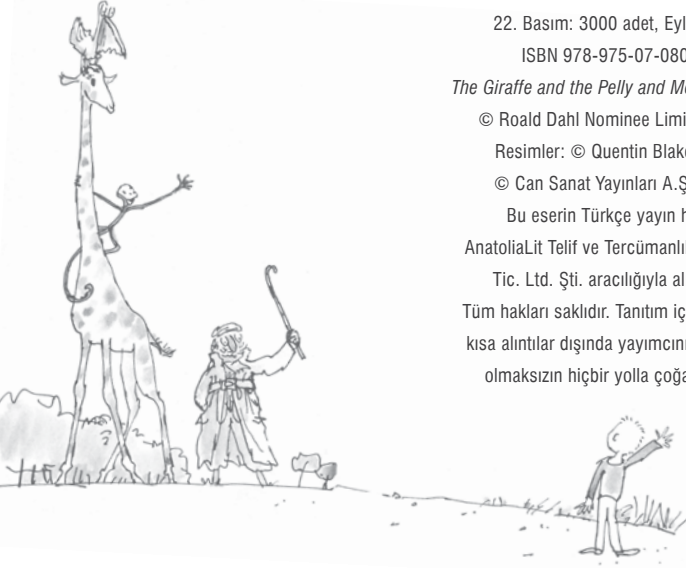 22. Basım: 3000 adet, Eyl
ISBN 978-975-07-080
The Giraffe and the Pelly and M
© Roald Dahl Nominee Limi
Resimler: © Quentin Blake
© Can Sanat Yayınları A.Ş
Bu eserin Türkçe yayın h
AnatoliaLit Telif ve Tercümanlı
Tic. Ltd. Şti. aracılığıyla al
Tüm hakları saklıdır. Tanıtım iç
kısa alıntılar dışında yayımcın
olmaksızın hiçbir yolla çoğa